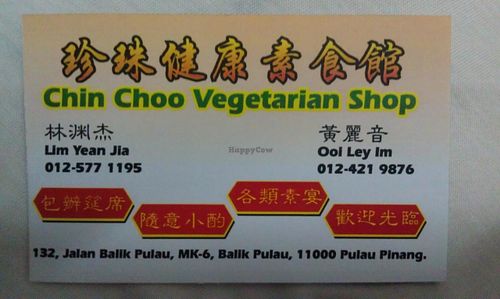 珍珠健康素食館
Chin Choo Vegetarian Shop
林渊杰
Lim Yean Jia
012-577 1195
黃麗音
Ooi Ley Im
012-421 9876
HappyCow
包辦筵席
隨意小酌
各類素宴
歡迎光臨
132, Jalan Balik Pulau, MK-6, Balik Pulau, 11000 Pulau Pinang.